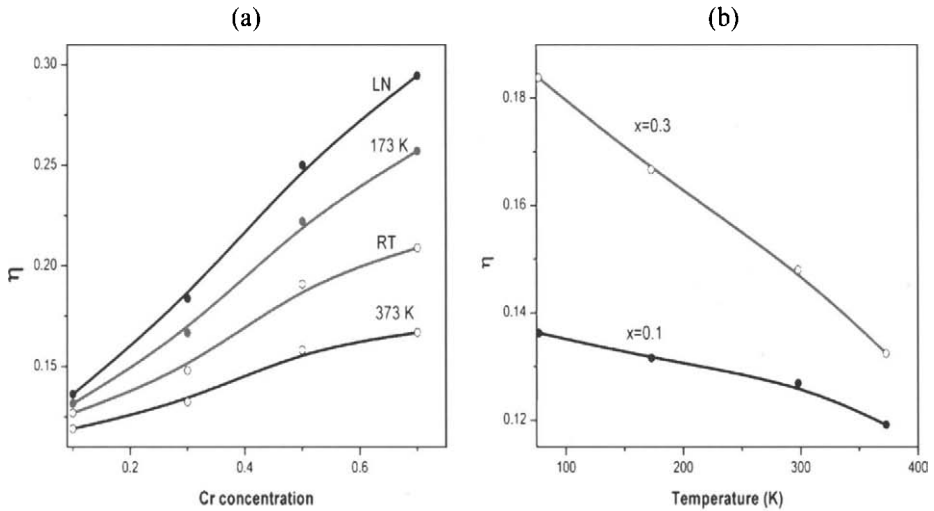 (a)
(b)
0.30
0.25
0.20
0.15
η
LN
173 K
RT
373 K
0.2
0.4
0.6
Cr concentration
0.18
0.16
0.14
0.12
η
x=0.3
x=0.1
100
200
300
400
Temperature (K)